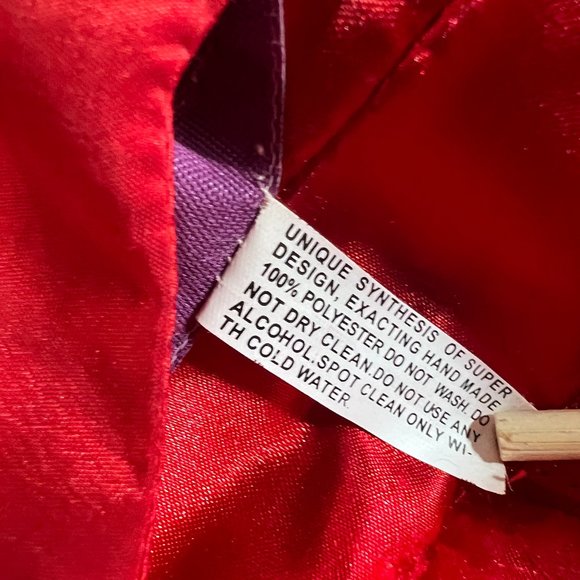 UNIQUE SYNTHESIS OF SUPER
DESIGN, EXACTING HAND MADE
100% POLYESTER DO NOT WASH. DO
NOT DRY CLEAN.DO NOT USE ANY
ALCOHOL.SPOT CLEAN ONLY WI-
TH COLD WATER.